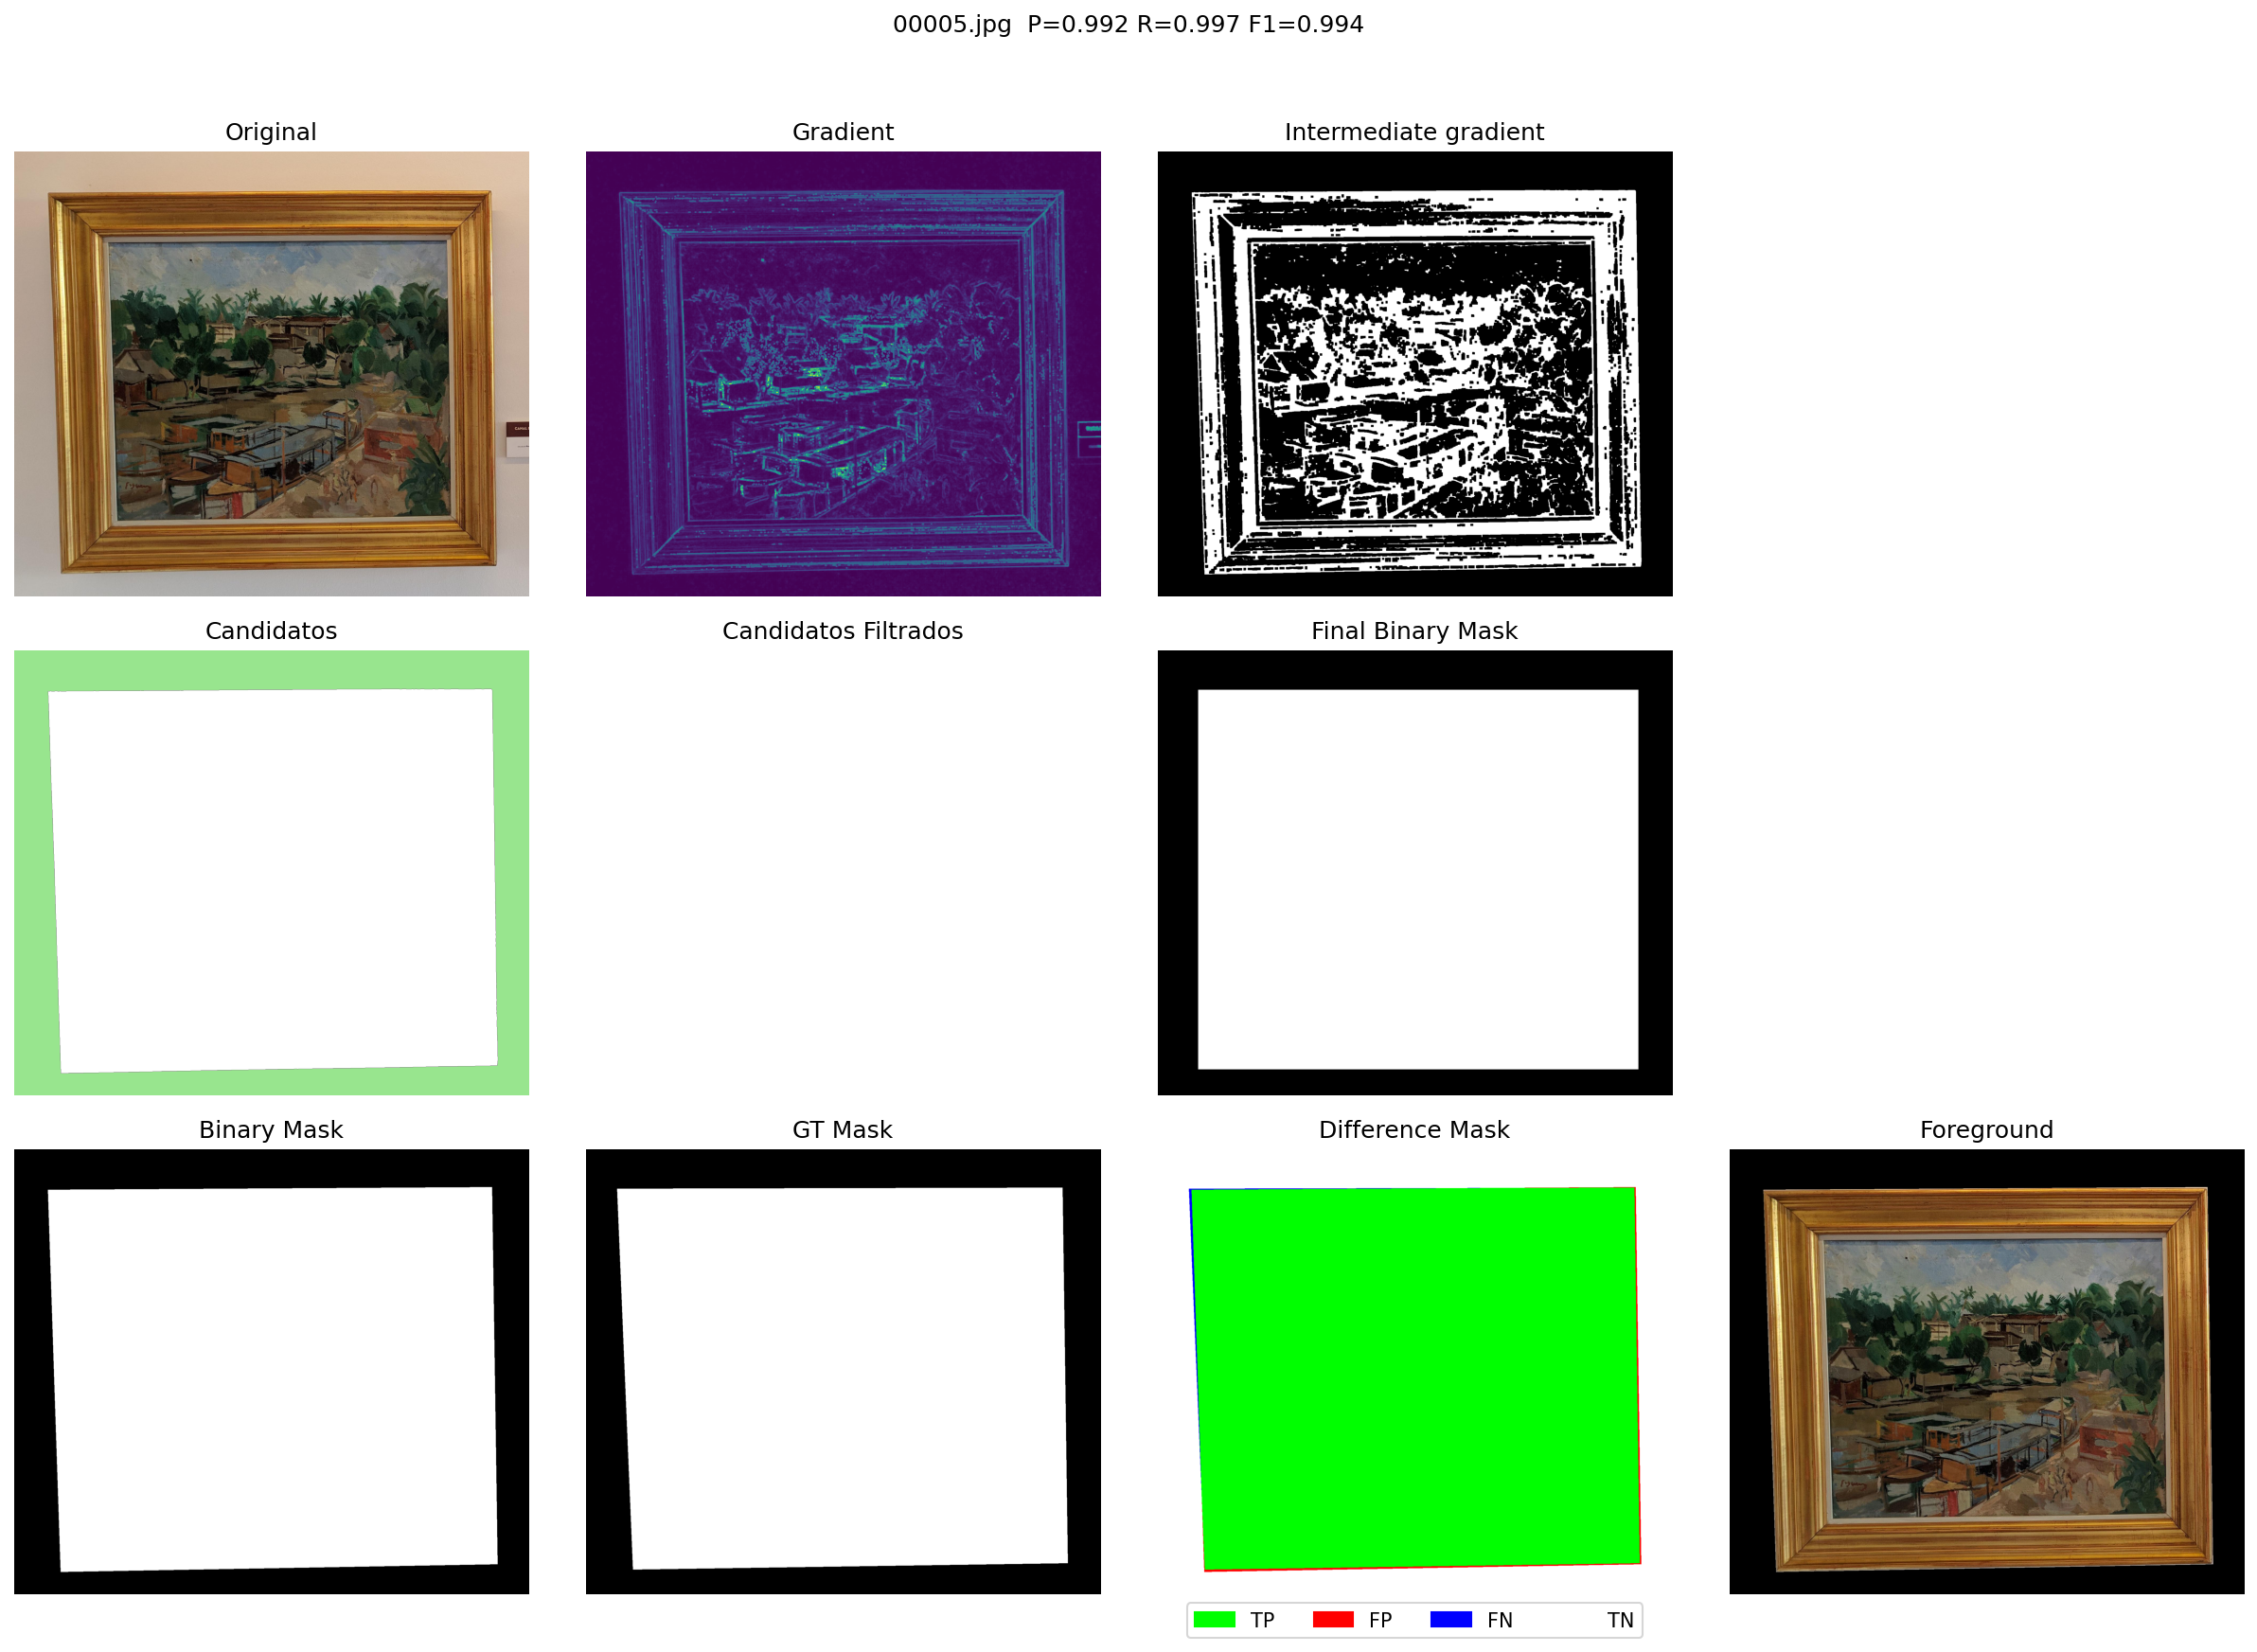 00005.jpg  P=0.992 R=0.997 F1=0.994
Original
Gradient
Intermediate gradient
Candidatos
Candidatos Filtrados
Final Binary Mask
Binary Mask
GT Mask
Difference Mask
Foreground
TP FP FN TN